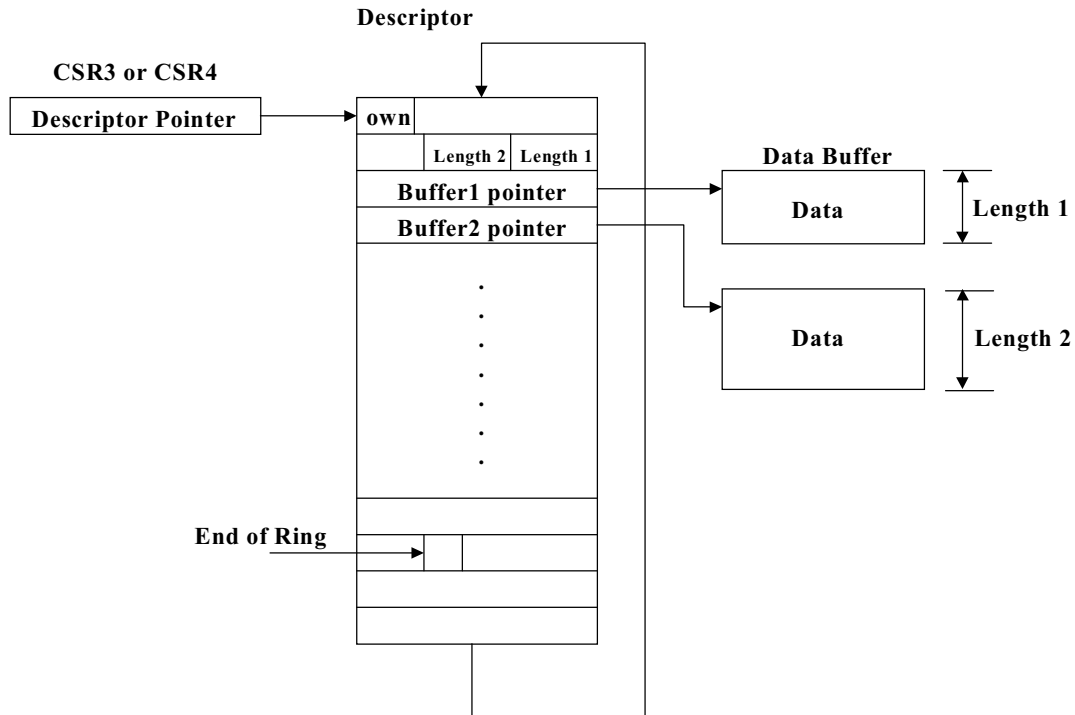 Descriptor
CSR3 or CSR4
Descriptor Pointer
own
Length 2
Length 1
Buffer1 pointer
Buffer2 pointer
Data Buffer
Data
Length 1
Data
Length 2
End of Ring